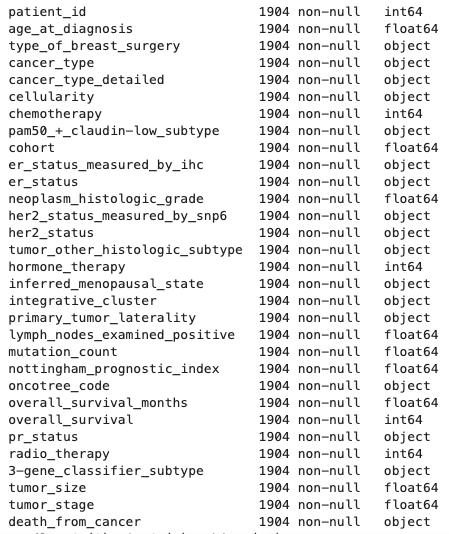 patient_id 1904 non-null int64
age_at_diagnosis 1904 non-null float64
type_of_breast_surgery 1904 non-null object
cancer_type 1904 non-null object
cancer_type_detailed 1904 non-null object
cellularity 1904 non-null object
chemotherapy 1904 non-null int64
pam50_+_claudin-low_subtype 1904 non-null object
cohort 1904 non-null float64
er_status_measured_by_ihc 1904 non-null object
er_status 1904 non-null object
neoplasm_histologic_grade 1904 non-null float64
her2_status_measured_by_snp6 1904 non-null object
her2_status 1904 non-null object
tumor_other_histologic_subtype 1904 non-null object
hormone_therapy 1904 non-null int64
inferred_menopausal_state 1904 non-null object
integrative_cluster 1904 non-null object
primary_tumor_laterality 1904 non-null object
lymph_nodes_examined_positive 1904 non-null float64
mutation_count 1904 non-null float64
nottingham_prognostic_index 1904 non-null float64
oncotree_code 1904 non-null object
overall_survival_months 1904 non-null float64
overall_survival 1904 non-null int64
pr_status 1904 non-null object
radio_therapy 1904 non-null int64
3-gene_classifier_subtype 1904 non-null object
tumor_size 1904 non-null float64
tumor_stage 1904 non-null float64
death_from_cancer 1904 non-null object